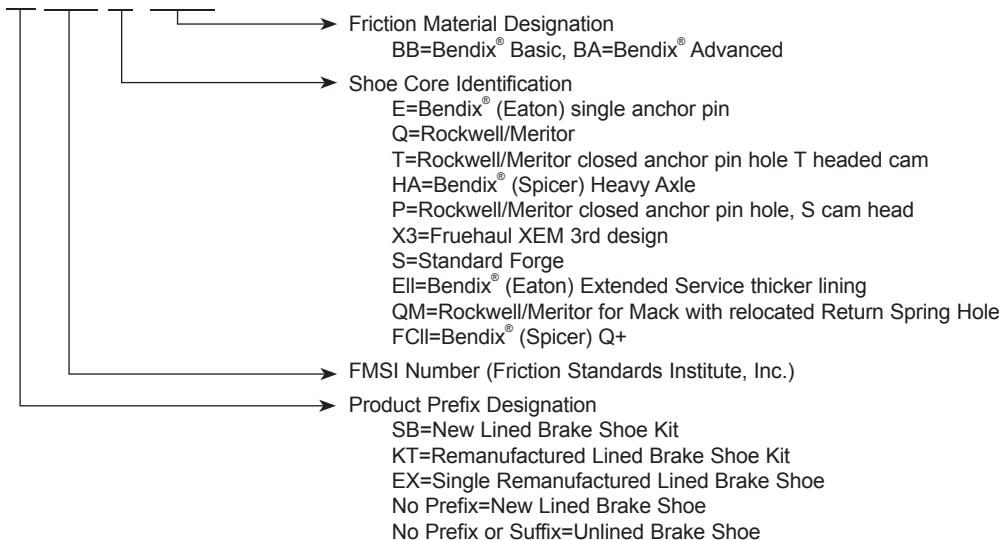 Friction Material Designation
BB=Bendix® Basic, BA=Bendix® Advanced
Shoe Core Identification
E=Bendix® (Eaton) single anchor pin
Q=Rockwell/Meritor
T=Rockwell/Meritor closed anchor pin hole T headed cam
HA=Bendix® (Spicer) Heavy Axle
P=Rockwell/Meritor closed anchor pin hole, S cam head
X3=Fruehaul XEM 3rd design
S=Standard Forge
Ell=Bendix® (Eaton) Extended Service thicker lining
QM=Rockwell/Meritor for Mack with relocated Return Spring Hole
FCll=Bendix® (Spicer) Q+
FMSI Number (Friction Standards Institute, Inc.)
Product Prefix Designation
SB=New Lined Brake Shoe Kit
KT=Remanufactured Lined Brake Shoe Kit
EX=Single Remanufactured Lined Brake Shoe
No Prefix=New Lined Brake Shoe
No Prefix or Suffix=Unlined Brake Shoe